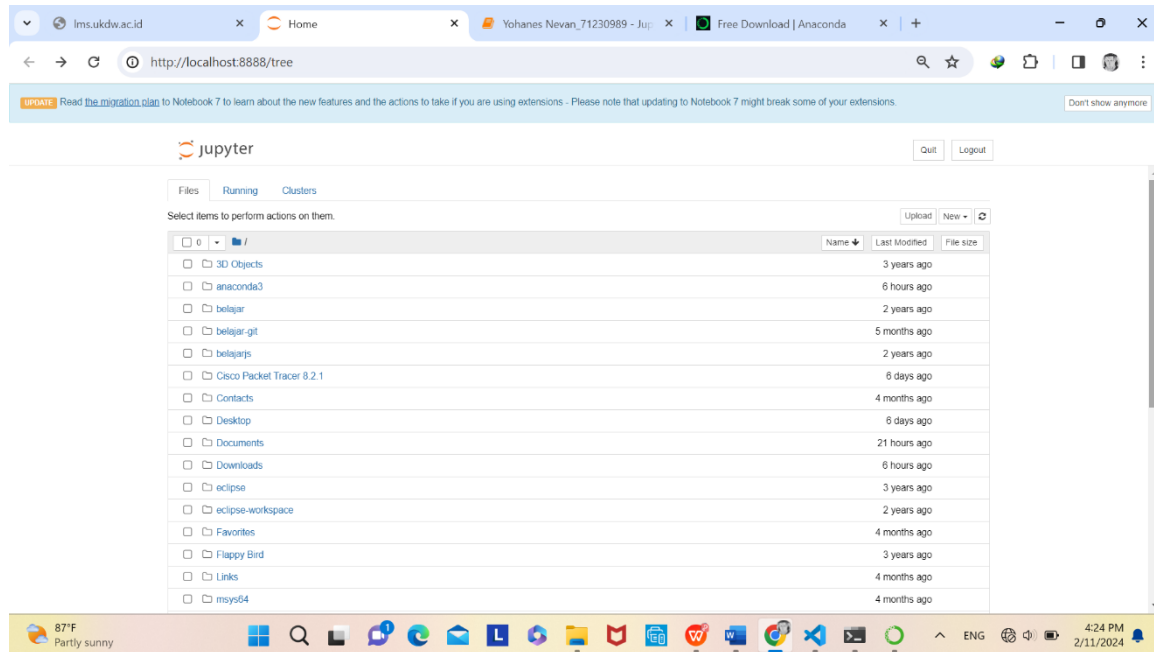 lms.ukdw.ac.id
Home
Yohanes Nevan_71230989 - Jup
Free Download | Anaconda
http://localhost:8888/tree
UPDATE Read the migration plan to Notebook 7 to learn about the new features and the actions to take if you are using extensions - Please note that updating to Notebook 7 might break some of your extensions.
Don't show anymore
jupyter
Quit Logout
Files Running Clusters
Select items to perform actions on them.
Upload New
0 /
Name Last Modified File size
3D Objects 3 years ago
anaconda3 6 hours ago
belajar 2 years ago
belajar-git 5 months ago
belajarjs 2 years ago
Cisco Packet Tracer 8.2.1 6 days ago
Contacts 4 months ago
Desktop 6 days ago
Documents 21 hours ago
Downloads 6 hours ago
eclipse 3 years ago
eclipse-workspace 2 years ago
Favorites 4 months ago
Flappy Bird 3 years ago
Links 4 months ago
msys64 4 months ago
87°F
Partly sunny
ENG
4:24 PM
2/11/2024